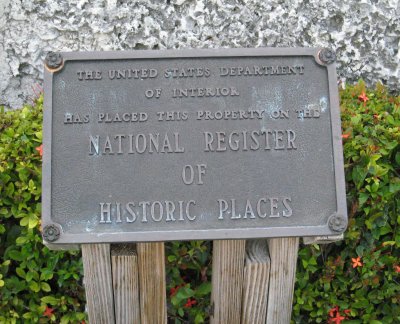 THE UNITED STATES DEPARTMENT
OF INTERIOR
HAS PLACED THIS PROPERTY ON THE
NATIONAL REGISTER
OF
HISTORIC PLACES